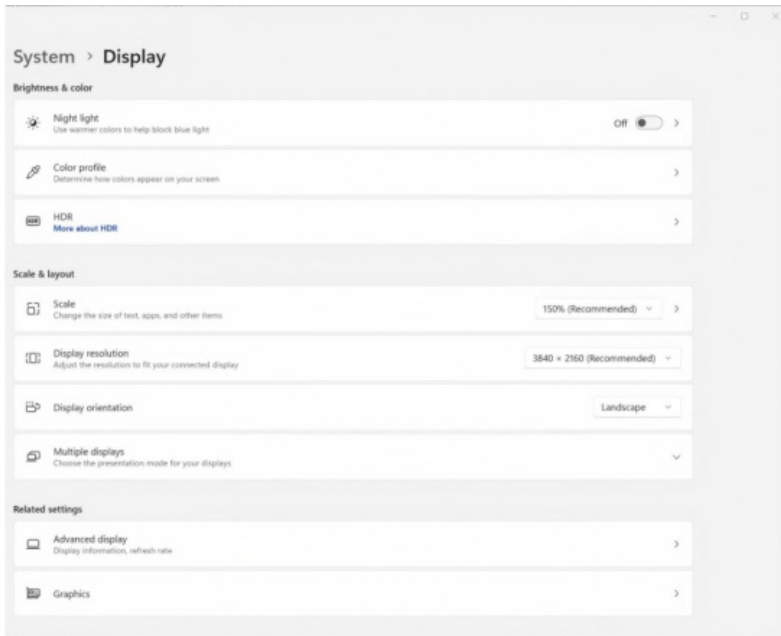 System > Display
Brightness & color
Night light
Use warmer colors to help block blue light
Off
Color profile
Determine how colors appear on your screen
HDR
HDR
More about HDR
Scale & layout
Scale
Change the size of text, apps, and other items
150% (Recommended)
Display resolution
Adjust the resolution to fit your connected display
3840 × 2160 (Recommended)
Display orientation
Landscape
Multiple displays
Choose the presentation mode for your displays
Related settings
Advanced display
Display information, refresh rate
Graphics